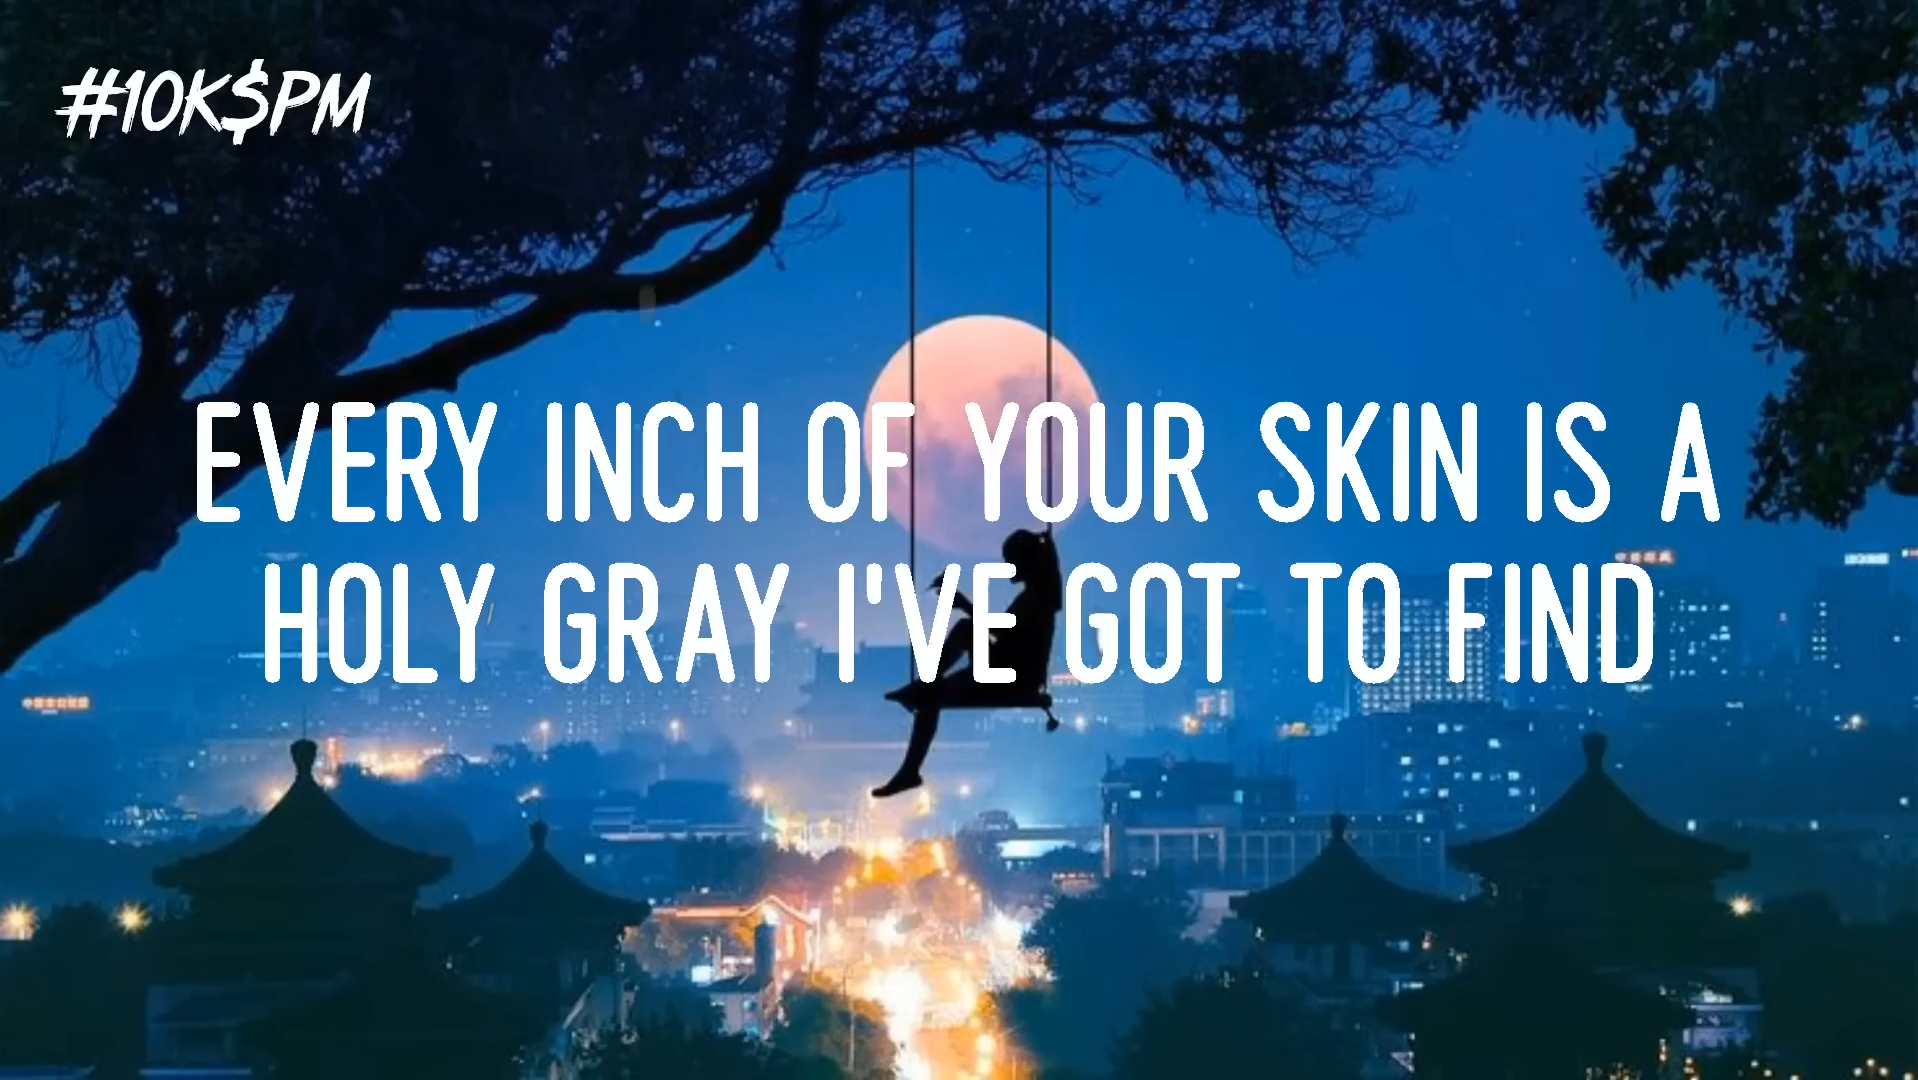 #10K$PM
EVERY INCH OF YOUR SKIN IS A
HOLY GRAY I'VE GOT TO FIND